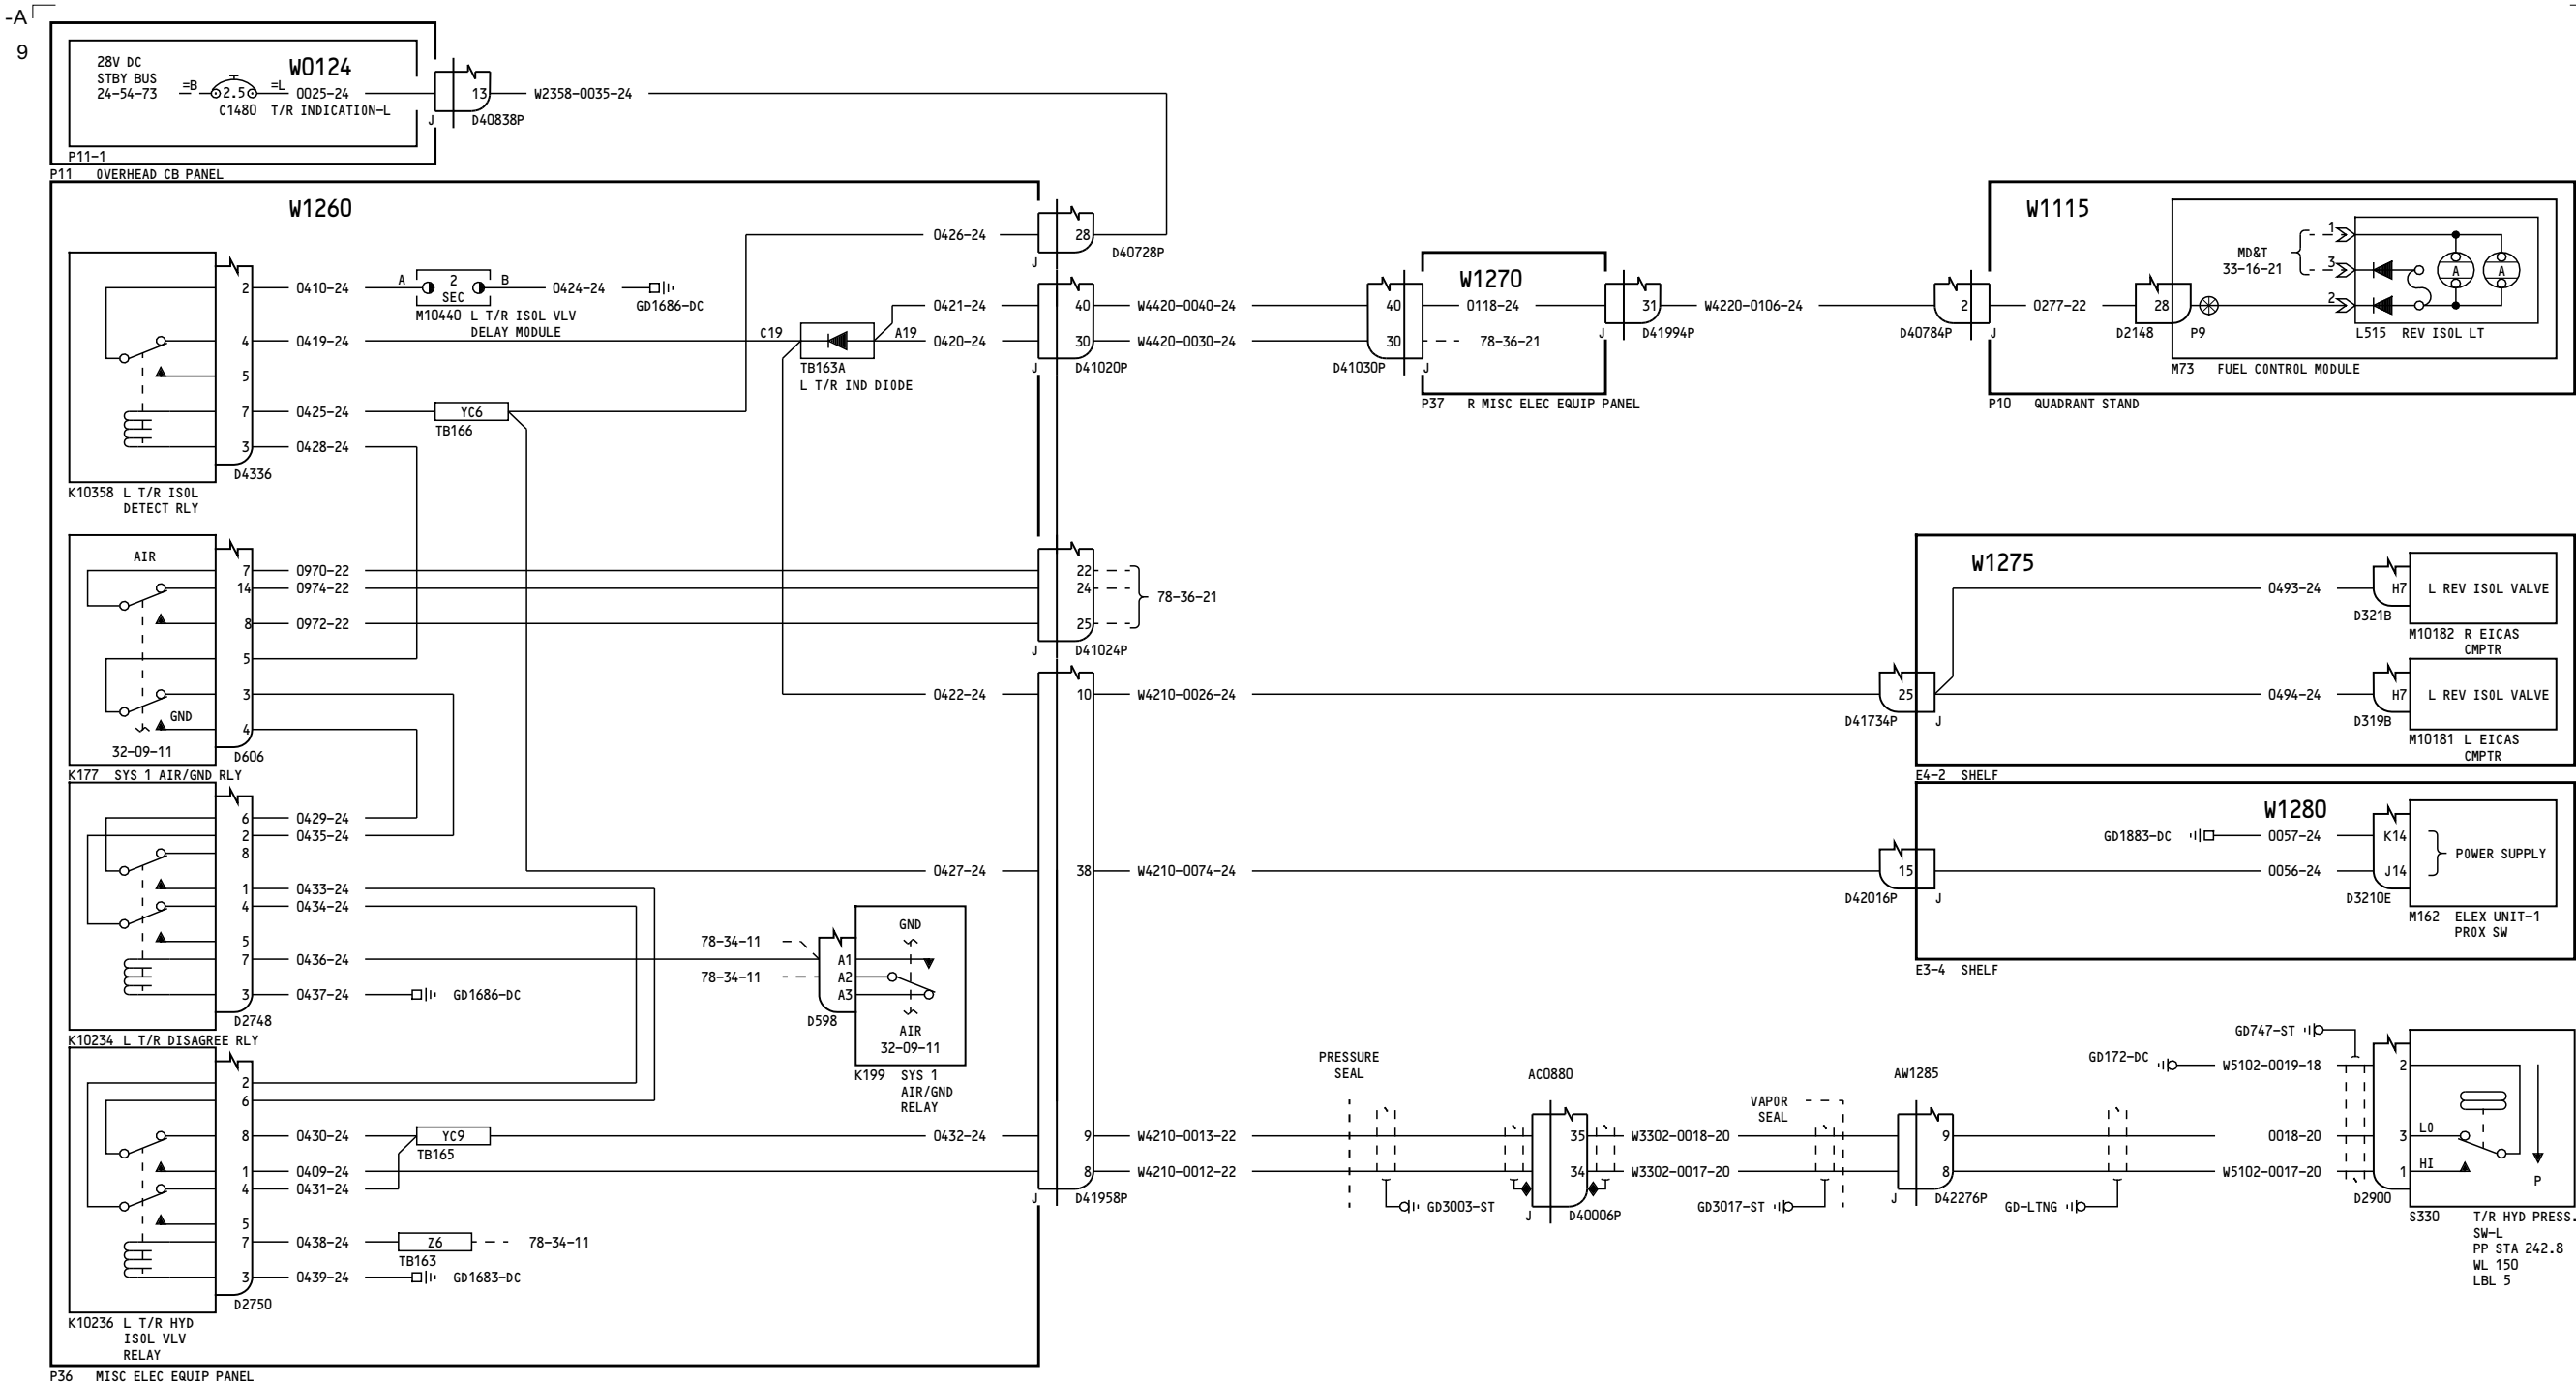 -A
9
28V DC
STBY BUS
24-54-73
=B
2.5
=L
C1480
W0124
0025-24
T/R INDICATION-L
P11-1
P11 OVERHEAD CB PANEL
13
J
D40838P
W2358-0035-24
W1260
0426-24
28
J
D40728P
2 0410-24
A
2
SEC
B
0424-24
GD1686-DC
M10440 L T/R ISOL VLV
DELAY MODULE
4 0419-24
C19
A19
TB163A
L T/R IND DIODE
0421-24
0420-24
40
30
J
D41020P
W4420-0040-24
W4420-0030-24
5
7 0425-24
YC6
TB166
3 0428-24
D4336
K10358 L T/R ISOL
DETECT RLY
40
30
D41030P
J
W1270
0118-24
78-36-21
P37 R MISC ELEC EQUIP PANEL
31
J
D41994P
W4220-0106-24
2
D40784P
J
W1115
0277-22
28
D2148
P9
MD&T
33-16-21
1
3
2
A
A
L515 REV ISOL LT
M73 FUEL CONTROL MODULE
P10 QUADRANT STAND
AIR
7 0970-22
14 0974-22
8 0972-22
5
3
GND
4
32-09-11
D606
K177 SYS 1 AIR/GND RLY
22
24
25
78-36-21
J
D41024P
0422-24
10
W4210-0026-24
25
D41734P
J
W1275
0493-24
H7
L REV ISOL VALVE
D321B
M10182 R EICAS
CMPTR
0494-24
H7
L REV ISOL VALVE
D319B
M10181 L EICAS
CMPTR
E4-2 SHELF
6 0429-24
2 0435-24
8
1 0433-24
4 0434-24
5
7 0436-24
3 0437-24
GD1686-DC
D2748
K10234 L T/R DISAGREE RLY
0427-24
38
W4210-0074-24
15
D42016P
J
W1280
GD1883-DC
0057-24
K14
POWER SUPPLY
0056-24
J14
D3210E
M162 ELEX UNIT-1
PROX SW
E3-4 SHELF
78-34-11
78-34-11
GND
A1
A2
A3
D598
AIR
32-09-11
K199 SYS 1
AIR/GND
RELAY
2
6
8 0430-24
YC9
TB165
1 0409-24
4 0431-24
5
7 0438-24
Z6
TB163
78-34-11
3 0439-24
GD1683-DC
D2750
K10236 L T/R HYD
ISOL VLV
RELAY
P36 MISC ELEC EQUIP PANEL
0432-24
9
8
J
D41958P
W4210-0013-22
W4210-0012-22
PRESSURE
SEAL
GD3003-ST
AC0880
35
34
J
D40006P
W3302-0018-20
W3302-0017-20
VAPOR
SEAL
GD3017-ST
AW1285
9
8
J
D42276P
GD-LTNG
GD172-DC
GD747-ST
W5102-0019-18
0018-20
W5102-0017-20
2
3
1
D2900
LO
HI
P
S330 T/R HYD PRESS.
SW-L
PP STA 242.8
WL 150
LBL 5